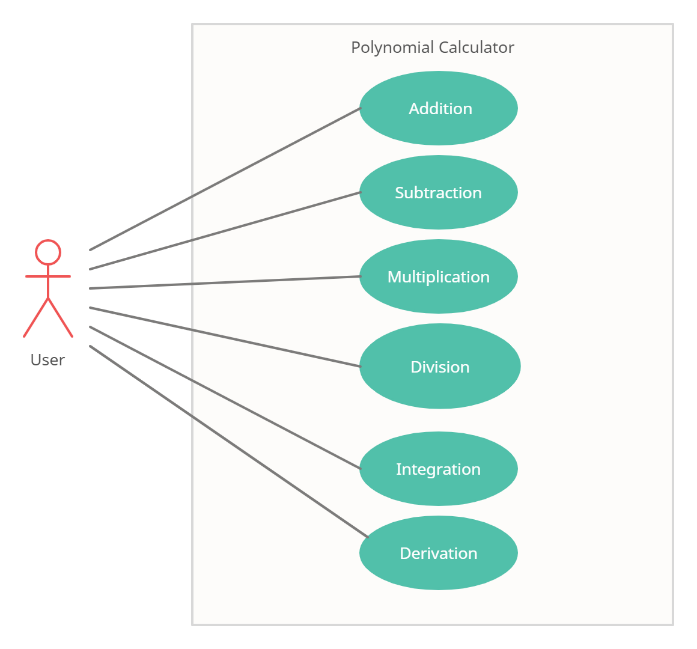 Polynomial Calculator
Addition
Subtraction
Multiplication
Division
User
Integration
Derivation